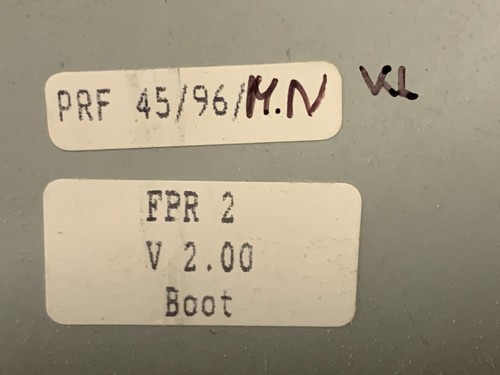 PRF 45/96/M.N VL
FPR 2
V 2.00
Boot